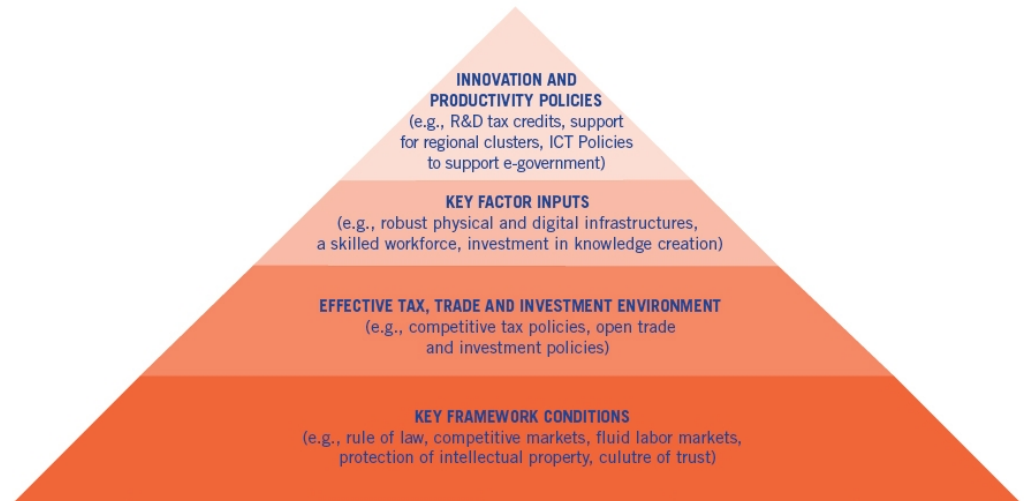 INNOVATION AND
PRODUCTIVITY POLICIES
(e.g., R&D tax credits, support
for regional clusters, ICT Policies
to support e-government)
KEY FACTOR INPUTS
(e.g., robust physical and digital infrastructures,
a skilled workforce, investment in knowledge creation)
EFFECTIVE TAX, TRADE AND INVESTMENT ENVIRONMENT
(e.g., competitive tax policies, open trade
and investment policies)
KEY FRAMEWORK CONDITIONS
(e.g., rule of law, competitive markets, fluid labor markets,
protection of intellectual property, culutre of trust)